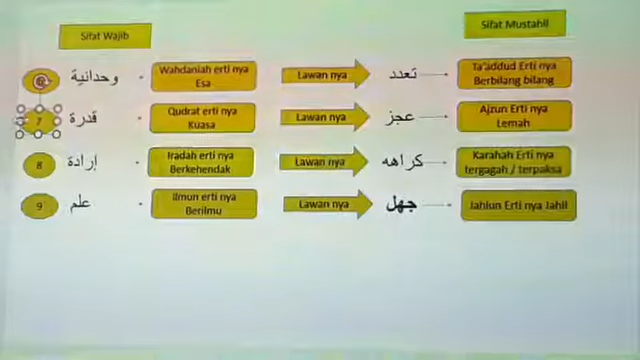 Sifat Wajib
Sifat Mustahil
وحدانية
Wahdaniah erti nya
Esa
Lawan nya
تعدد
Ta'addud Erti nya
Berbilang bilang
7
قدرة
Qudrat erti nya
Kuasa
Lawan nya
عجز
Ajzun Erti nya
Lemah
8
إرادة
Iradah erti nya
Berkehendak
Lawan nya
كراهه
Karahah Erti nya
tergagah / terpaksa
9
علم
Ilmun erti nya
Berilmu
Lawan nya
جهل
Jahlun Erti nya Jahil